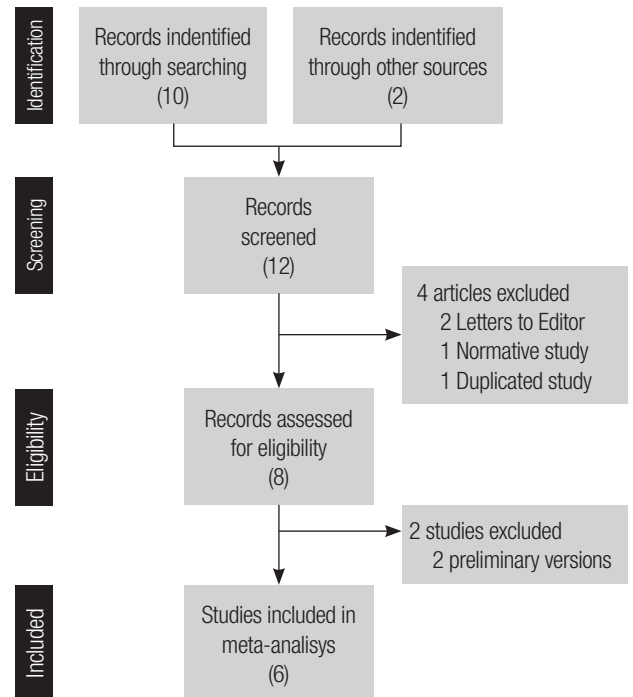 Identification
Records indentified
through searching
(10)
Records indentified
through other sources
(2)
Screening
Records
screened
(12)
4 articles excluded
2 Letters to Editor
1 Normative study
1 Duplicated study
Eligibility
Records assessed
for eligibility
(8)
2 studies excluded
2 preliminary versions
Included
Studies included in
meta-analisys
(6)